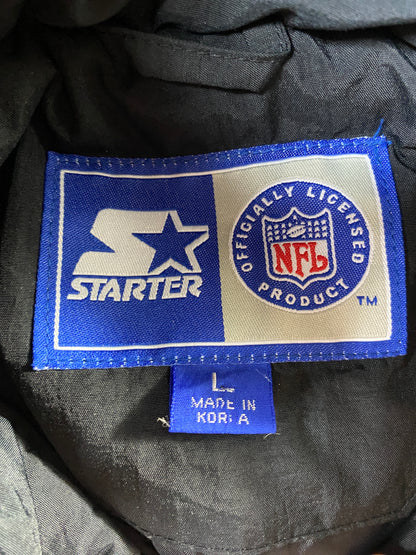 STARTER
OFFICIALLY LICENSED
NFL
PRODUCT
TM
L
MADE IN
KOREA